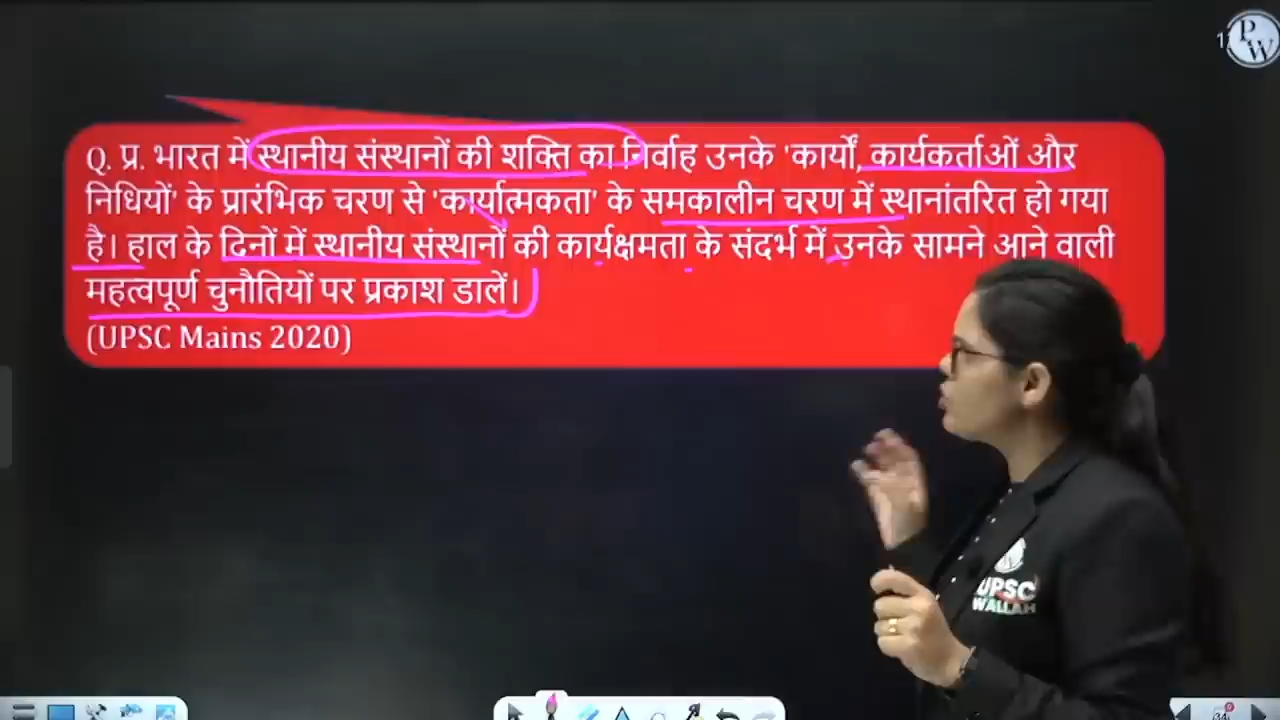 PW
Q. प्र. भारत में स्थानीय संस्थानों की शक्ति का निर्वाह उनके 'कार्यों, कार्यकर्ताओं और
निधियों' के प्रारंभिक चरण से 'कार्यात्मकता' के समकालीन चरण में स्थानांतरित हो गया
है। हाल के दिनों में स्थानीय संस्थानों की कार्यक्षमता के संदर्भ में उनके सामने आने वाली
महत्वपूर्ण चुनौतियों पर प्रकाश डालें।
(UPSC Mains 2020)
UPSC
WALLAH